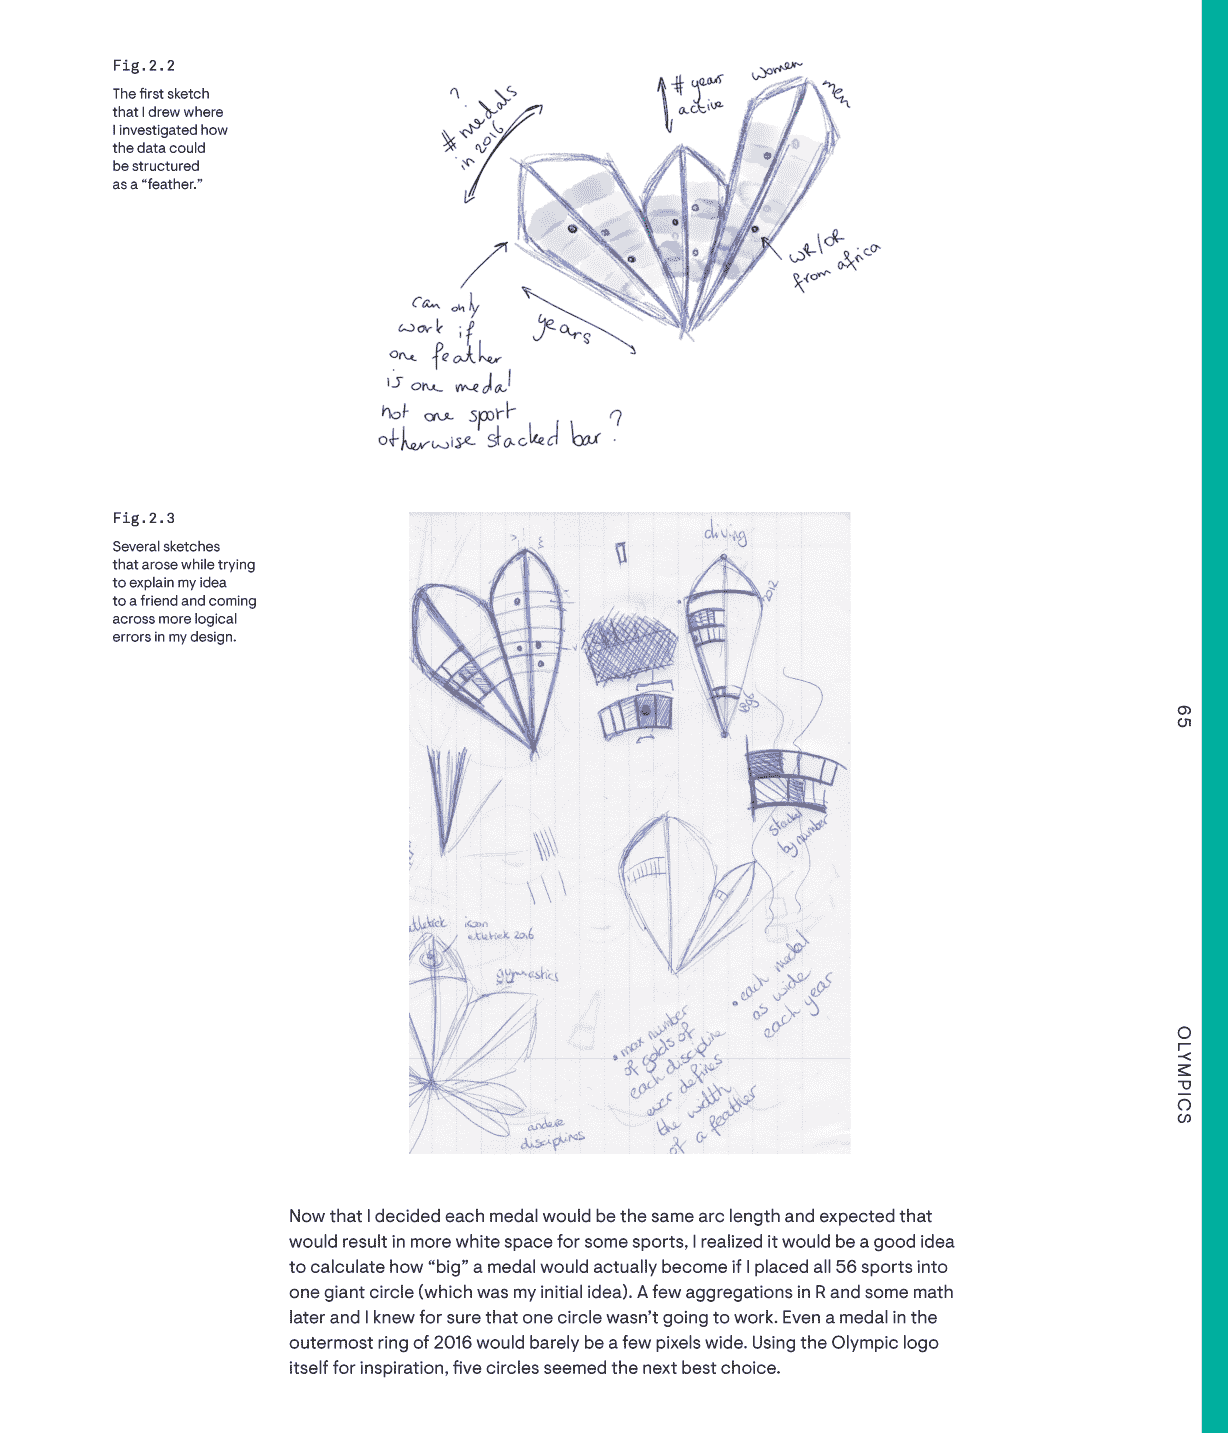 Fig.2.2
The first sketch
that I drew where
I investigated how
the data could
be structured
as a “feather.”
?
# medals
in 2016
# years
active
women
men
WR/OR
from africa
years
can only
work if
one feather
is one medal
not one sport
otherwise stacked bar?
Fig.2.3
Several sketches
that arose while trying
to explain my idea
to a friend and coming
across more logical
errors in my design.
diving
2012
1896
stacked
by number
icon
atletiek 2016
gymnastics
• each medal
as wide
each year
• max number
of golds of
each discipline
ever defines
the width
of a feather
andere
disciplines
65
OLYMPICS
Now that I decided each medal would be the same arc length and expected that
would result in more white space for some sports, I realized it would be a good idea
to calculate how “big” a medal would actually become if I placed all 56 sports into
one giant circle (which was my initial idea). A few aggregations in R and some math
later and I knew for sure that one circle wasn’t going to work. Even a medal in the
outermost ring of 2016 would barely be a few pixels wide. Using the Olympic logo
itself for inspiration, five circles seemed the next best choice.